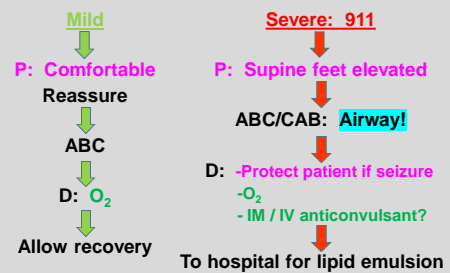 Mild
P: Comfortable
Reassure
ABC
D: O₂
Allow recovery
Severe: 911
P: Supine feet elevated
ABC/CAB: Airway!
D: -Protect patient if seizure
-O₂
- IM / IV anticonvulsant?
To hospital for lipid emulsion